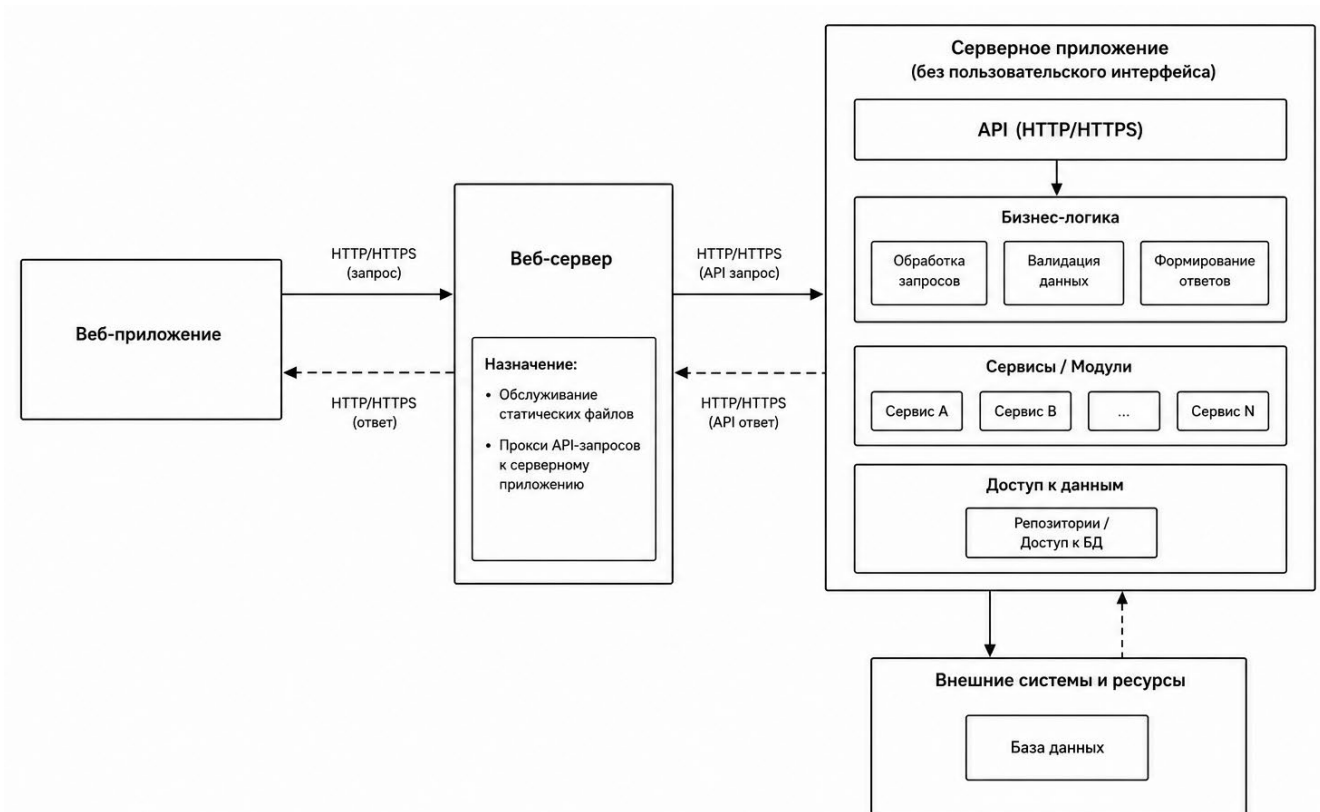 Веб-приложение
HTTP/HTTPS
(запрос)
HTTP/HTTPS
(ответ)
Веб-сервер
Назначение:
• Обслуживание
статических файлов
• Прокси API-запросов
к серверному
приложению
HTTP/HTTPS
(API запрос)
HTTP/HTTPS
(API ответ)
Серверное приложение
(без пользовательского интерфейса)
API (HTTP/HTTPS)
Бизнес-логика
Обработка
запросов
Валидация
данных
Формирование
ответов
Сервисы / Модули
Сервис A
Сервис B
...
Сервис N
Доступ к данным
Репозитории /
Доступ к БД
Внешние системы и ресурсы
База данных